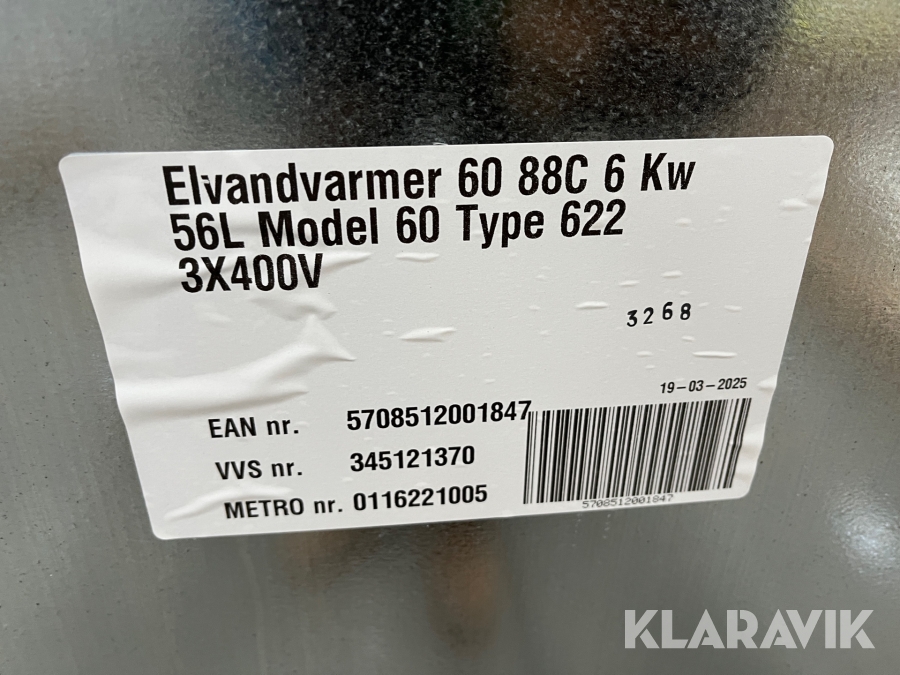 Elvandvarmer 60 88C 6 Kw
56L Model 60 Type 622
3X400V
3268
19-03-2025
EAN nr. 5708512001847
VVS nr. 345121370
METRO nr. 0116221005
5708512001847
KLARAVIK